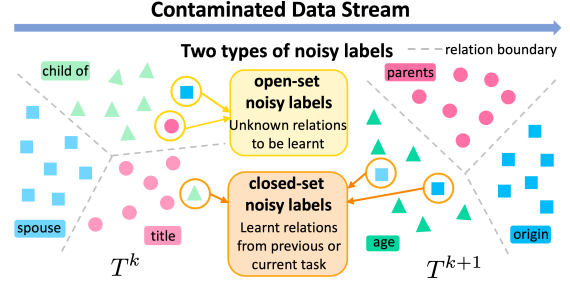 Contaminated Data Stream
Two types of noisy labels
relation boundary
child of
parents
open-set
noisy labels
Unknown relations
to be learnt
closed-set
noisy labels
Learnt relations
from previous or
current task
spouse
title
age
origin
T^k
T^{k+1}